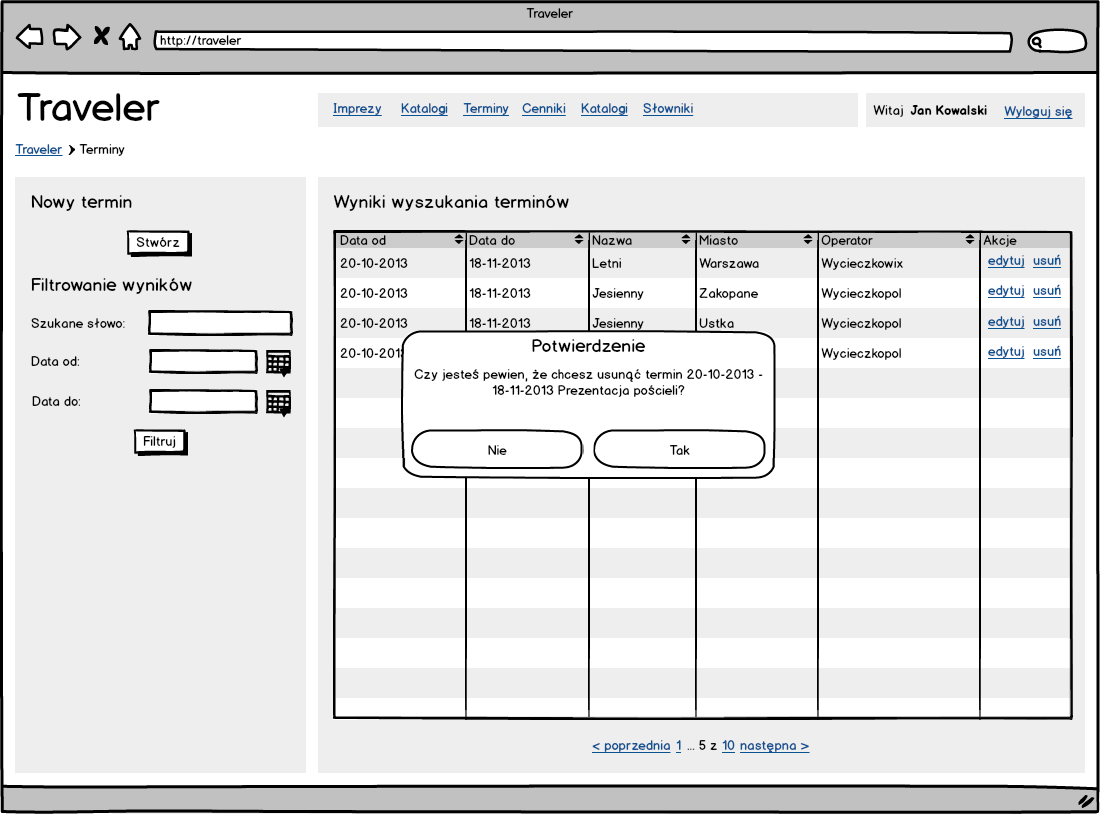 Traveler
http://traveler
Traveler
Imprezy Katalogi Terminy Cenniki Katalogi Słowniki
Witaj Jan Kowalski Wyloguj się
Traveler > Terminy
Nowy termin
Stwórz
Filtrowanie wyników
Szukane słowo:
Data od:
Data do:
Filtruj
Wyniki wyszukania terminów
Data od Data do Nazwa Miasto Operator Akcje
20-10-2013 18-11-2013 Letni Warszawa Wycieczkowix edytuj usuń
20-10-2013 18-11-2013 Jesienny Zakopane Wycieczkopol edytuj usuń
20-10-2013 18-11-2013 Jesienny Ustka Wycieczkopol edytuj usuń
20-10-201 Wycieczkopol edytuj usuń
Potwierdzenie
Czy jesteś pewien, że chcesz usunąć termin 20-10-2013 -
18-11-2013 Prezentacja pościeli?
Nie Tak
< poprzednia 1 ... 5 z 10 następna >